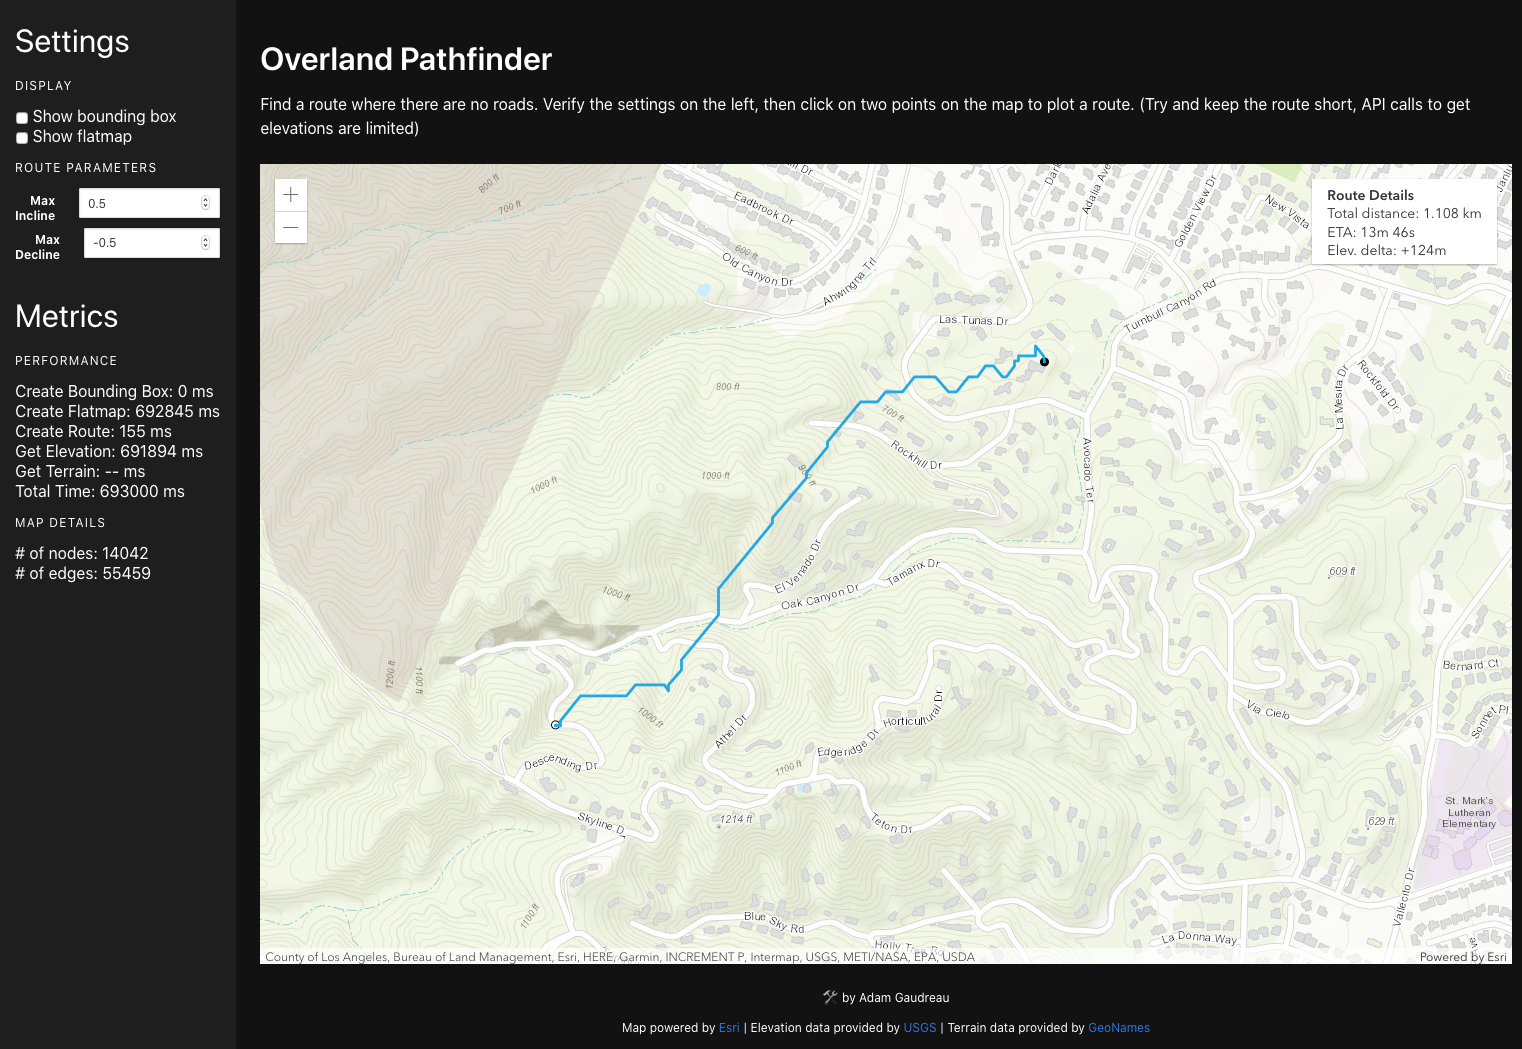 Settings
DISPLAY
Show bounding box
Show flatmap
ROUTE PARAMETERS
Max Incline
0.5
Max Decline
-0.5
Metrics
PERFORMANCE
Create Bounding Box: 0 ms
Create Flatmap: 692845 ms
Create Route: 155 ms
Get Elevation: 691894 ms
Get Terrain: -- ms
Total Time: 693000 ms
MAP DETAILS
# of nodes: 14042
# of edges: 55459
Overland Pathfinder
Find a route where there are no roads. Verify the settings on the left, then click on two points on the map to plot a route. (Try and keep the route short, API calls to get
elevations are limited)
Route Details
Total distance: 1.108 km
ETA: 13m 46s
Elev. delta: +124m
800 ft
700 ft
Eadbrook Dr
600 ft
Old Canyon Dr
Ahwingna Trl
Adalia Ave
Golden View Dr
New Vista
Turnbull Canyon Rd
Las Tunas Dr
800 ft
700 ft
Rockhill Dr
La Mesita Dr
Rockfold Dr
Avocado Ter
1000 ft
1000 ft
900 ft
El Venado Dr
Tamarix Dr
Oak Canyon Dr
1000 ft
609 ft
1200 ft
1100 ft
1000 ft
Athel Dr
Descending Dr
Horticultural Dr
Edgeridge Dr
1100 ft
Bernard Ct
Via Cielo
Sonnet Pl
Skyline D
1214 ft
Teton Dr
629 ft
St. Mark's
Lutheran
Elementary
1100 ft
Blue Sky Rd
Vallecito Dr
La Donna Way
County of Los Angeles, Bureau of Land Management, Esri, HERE, Garmin, INCREMENT P, Intermap, USGS, METI/NASA, EPA, USDA
Powered by Esri
🛠 by Adam Gaudreau
Map powered by Esri | Elevation data provided by USGS | Terrain data provided by GeoNames